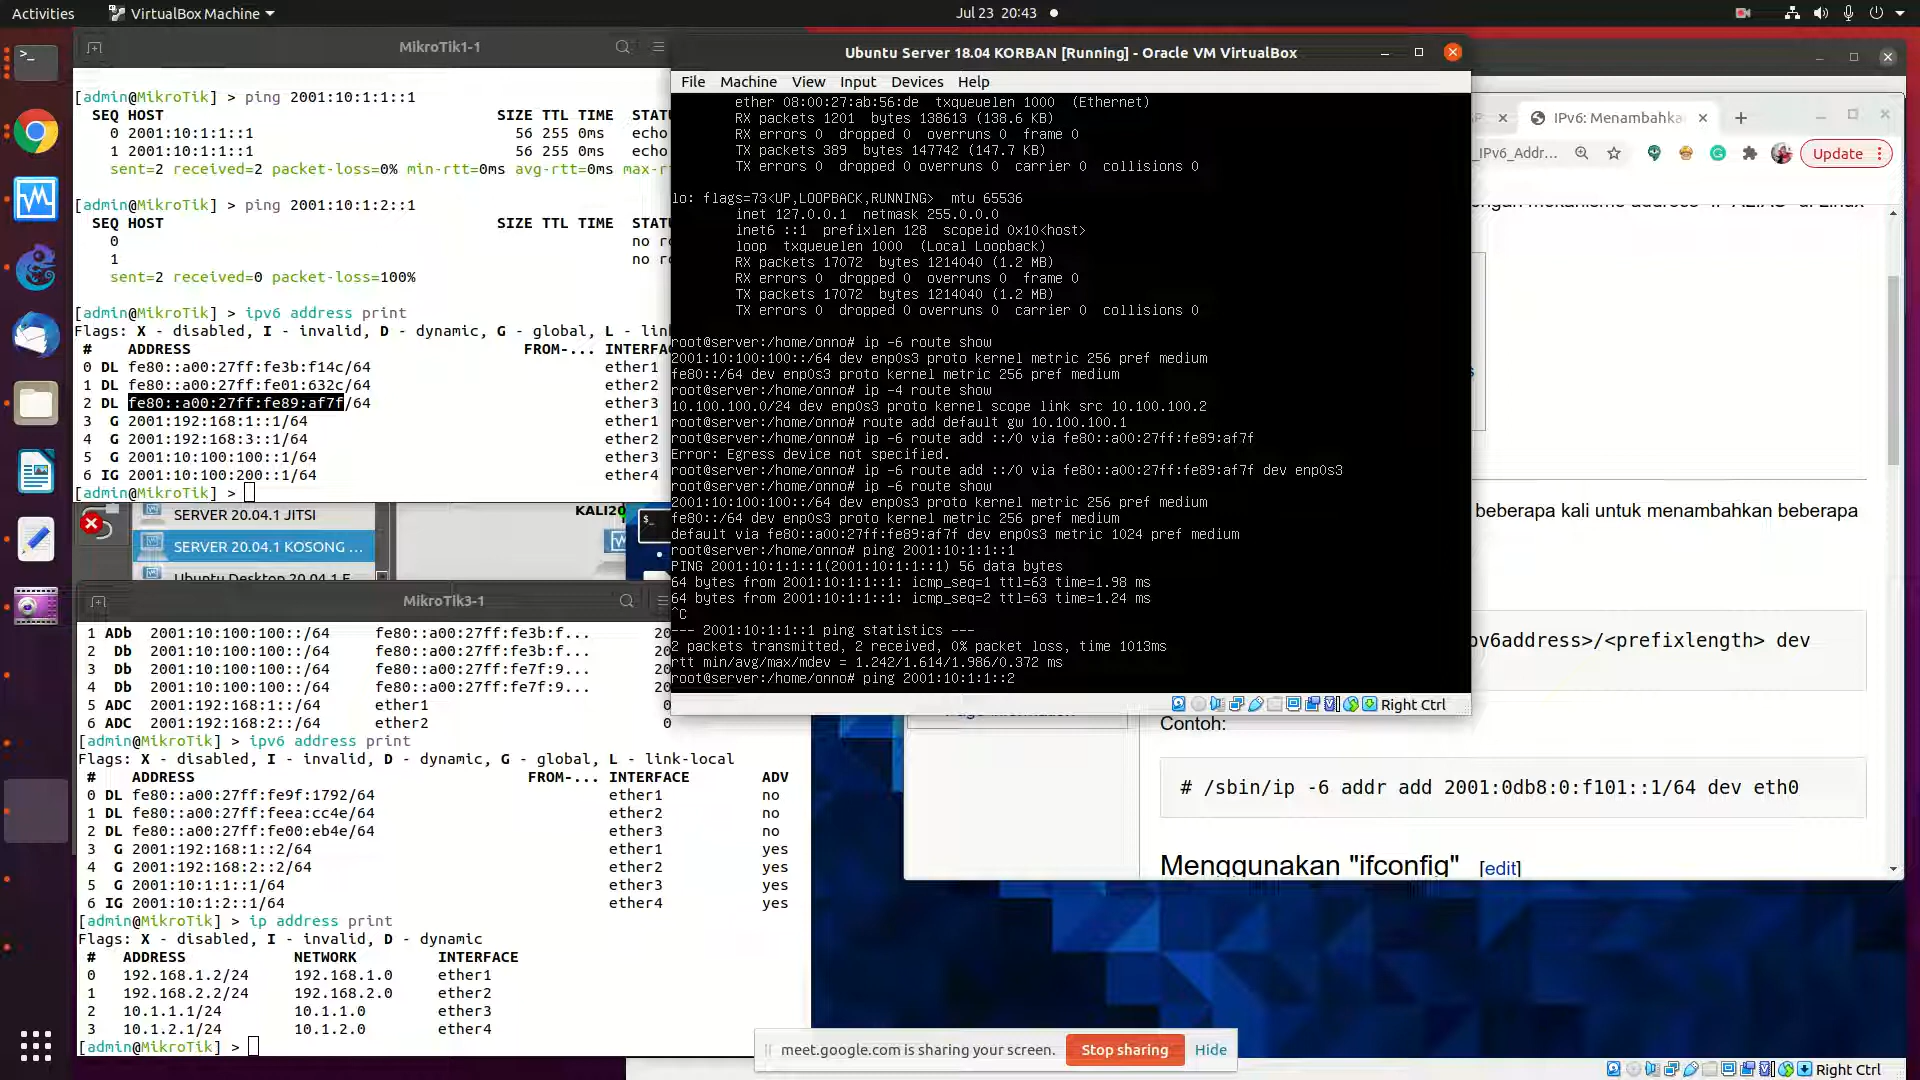 Activities
VirtualBox Machine
Jul 23 20:43
MikroTik1-1
[admin@MikroTik] > ping 2001:10:1:1::1
SEQ HOST SIZE TTL TIME STATU
0 2001:10:1:1::1 56 255 0ms echo
1 2001:10:1:1::1 56 255 0ms echo
sent=2 received=2 packet-loss=0% min-rtt=0ms avg-rtt=0ms max-r
[admin@MikroTik] > ping 2001:10:1:2::1
SEQ HOST SIZE TTL TIME STATU
0 no ro
1 no ro
sent=2 received=0 packet-loss=100%
[admin@MikroTik] > ipv6 address print
Flags: X - disabled, I - invalid, D - dynamic, G - global, L - link
# ADDRESS FROM-... INTERFA
0 DL fe80::a00:27ff:fe3b:f14c/64 ether1
1 DL fe80::a00:27ff:fe01:632c/64 ether2
2 DL fe80::a00:27ff:fe89:af7f/64 ether3
3 G 2001:192:168:1::1/64 ether1
4 G 2001:192:168:3::1/64 ether2
5 G 2001:10:100:100::1/64 ether3
6 IG 2001:10:100:200::1/64 ether4
[admin@MikroTik] >
SERVER 20.04.1 JITSI
SERVER 20.04.1 KOSONG ...
KALI20
MikroTik3-1
1 ADb 2001:10:100:100::/64 fe80::a00:27ff:fe3b:f... 20
2 Db 2001:10:100:100::/64 fe80::a00:27ff:fe3b:f... 20
3 Db 2001:10:100:100::/64 fe80::a00:27ff:fe7f:9... 20
4 Db 2001:10:100:100::/64 fe80::a00:27ff:fe7f:9... 20
5 ADC 2001:192:168:1::/64 ether1 0
6 ADC 2001:192:168:2::/64 ether2 0
[admin@MikroTik] > ipv6 address print
Flags: X - disabled, I - invalid, D - dynamic, G - global, L - link-local
# ADDRESS FROM-... INTERFACE ADV
0 DL fe80::a00:27ff:fe9f:1792/64 ether1 no
1 DL fe80::a00:27ff:feea:cc4e/64 ether2 no
2 DL fe80::a00:27ff:fe00:eb4e/64 ether3 no
3 G 2001:192:168:1::2/64 ether1 yes
4 G 2001:192:168:2::2/64 ether2 yes
5 G 2001:10:1:1::1/64 ether3 yes
6 IG 2001:10:1:2::1/64 ether4 yes
[admin@MikroTik] > ip address print
Flags: X - disabled, I - invalid, D - dynamic
# ADDRESS NETWORK INTERFACE
0 192.168.1.2/24 192.168.1.0 ether1
1 192.168.2.2/24 192.168.2.0 ether2
2 10.1.1.1/24 10.1.1.0 ether3
3 10.1.2.1/24 10.1.2.0 ether4
[admin@MikroTik] >
Ubuntu Server 18.04 KORBAN [Running] - Oracle VM VirtualBox
File Machine View Input Devices Help
ether 08:00:27:ab:56:de txqueuelen 1000 (Ethernet)
RX packets 1201 bytes 138613 (138.6 KB)
RX errors 0 dropped 0 overruns 0 frame 0
TX packets 389 bytes 147742 (147.7 KB)
TX errors 0 dropped 0 overruns 0 carrier 0 collisions 0
lo: flags=73<UP,LOOPBACK,RUNNING> mtu 65536
inet 127.0.0.1 netmask 255.0.0.0
inet6 ::1 prefixlen 128 scopeid 0x10<host>
loop txqueuelen 1000 (Local Loopback)
RX packets 17072 bytes 1214040 (1.2 MB)
RX errors 0 dropped 0 overruns 0 frame 0
TX packets 17072 bytes 1214040 (1.2 MB)
TX errors 0 dropped 0 overruns 0 carrier 0 collisions 0
root@server:/home/onno# ip -6 route show
2001:10:100:100::/64 dev enp0s3 proto kernel metric 256 pref medium
fe80::/64 dev enp0s3 proto kernel metric 256 pref medium
root@server:/home/onno# ip -4 route show
10.100.100.0/24 dev enp0s3 proto kernel scope link src 10.100.100.2
root@server:/home/onno# route add default gw 10.100.100.1
root@server:/home/onno# ip -6 route add ::/0 via fe80::a00:27ff:fe89:af7f
Error: Egress device not specified.
root@server:/home/onno# ip -6 route add ::/0 via fe80::a00:27ff:fe89:af7f dev enp0s3
root@server:/home/onno# ip -6 route show
2001:10:100:100::/64 dev enp0s3 proto kernel metric 256 pref medium
fe80::/64 dev enp0s3 proto kernel metric 256 pref medium
default via fe80::a00:27ff:fe89:af7f dev enp0s3 metric 1024 pref medium
root@server:/home/onno# ping 2001:10:1:1::1
PING 2001:10:1:1::1(2001:10:1:1::1) 56 data bytes
64 bytes from 2001:10:1:1::1: icmp_seq=1 ttl=63 time=1.98 ms
64 bytes from 2001:10:1:1::1: icmp_seq=2 ttl=63 time=1.24 ms
^C
--- 2001:10:1:1::1 ping statistics ---
2 packets transmitted, 2 received, 0% packet loss, time 1013ms
rtt min/avg/max/mdev = 1.242/1.614/1.986/0.372 ms
root@server:/home/onno# ping 2001:10:1:1::2
Right Ctrl
IPv6: Menambahka
_IPv6_Addr...
Update
beberapa kali untuk menambahkan beberapa
pv6address>/<prefixlength> dev
Contoh:
# /sbin/ip -6 addr add 2001:0db8:0:f101::1/64 dev eth0
Menggunakan "ifconfig" [edit]
meet.google.com is sharing your screen.
Stop sharing
Hide
Right Ctrl